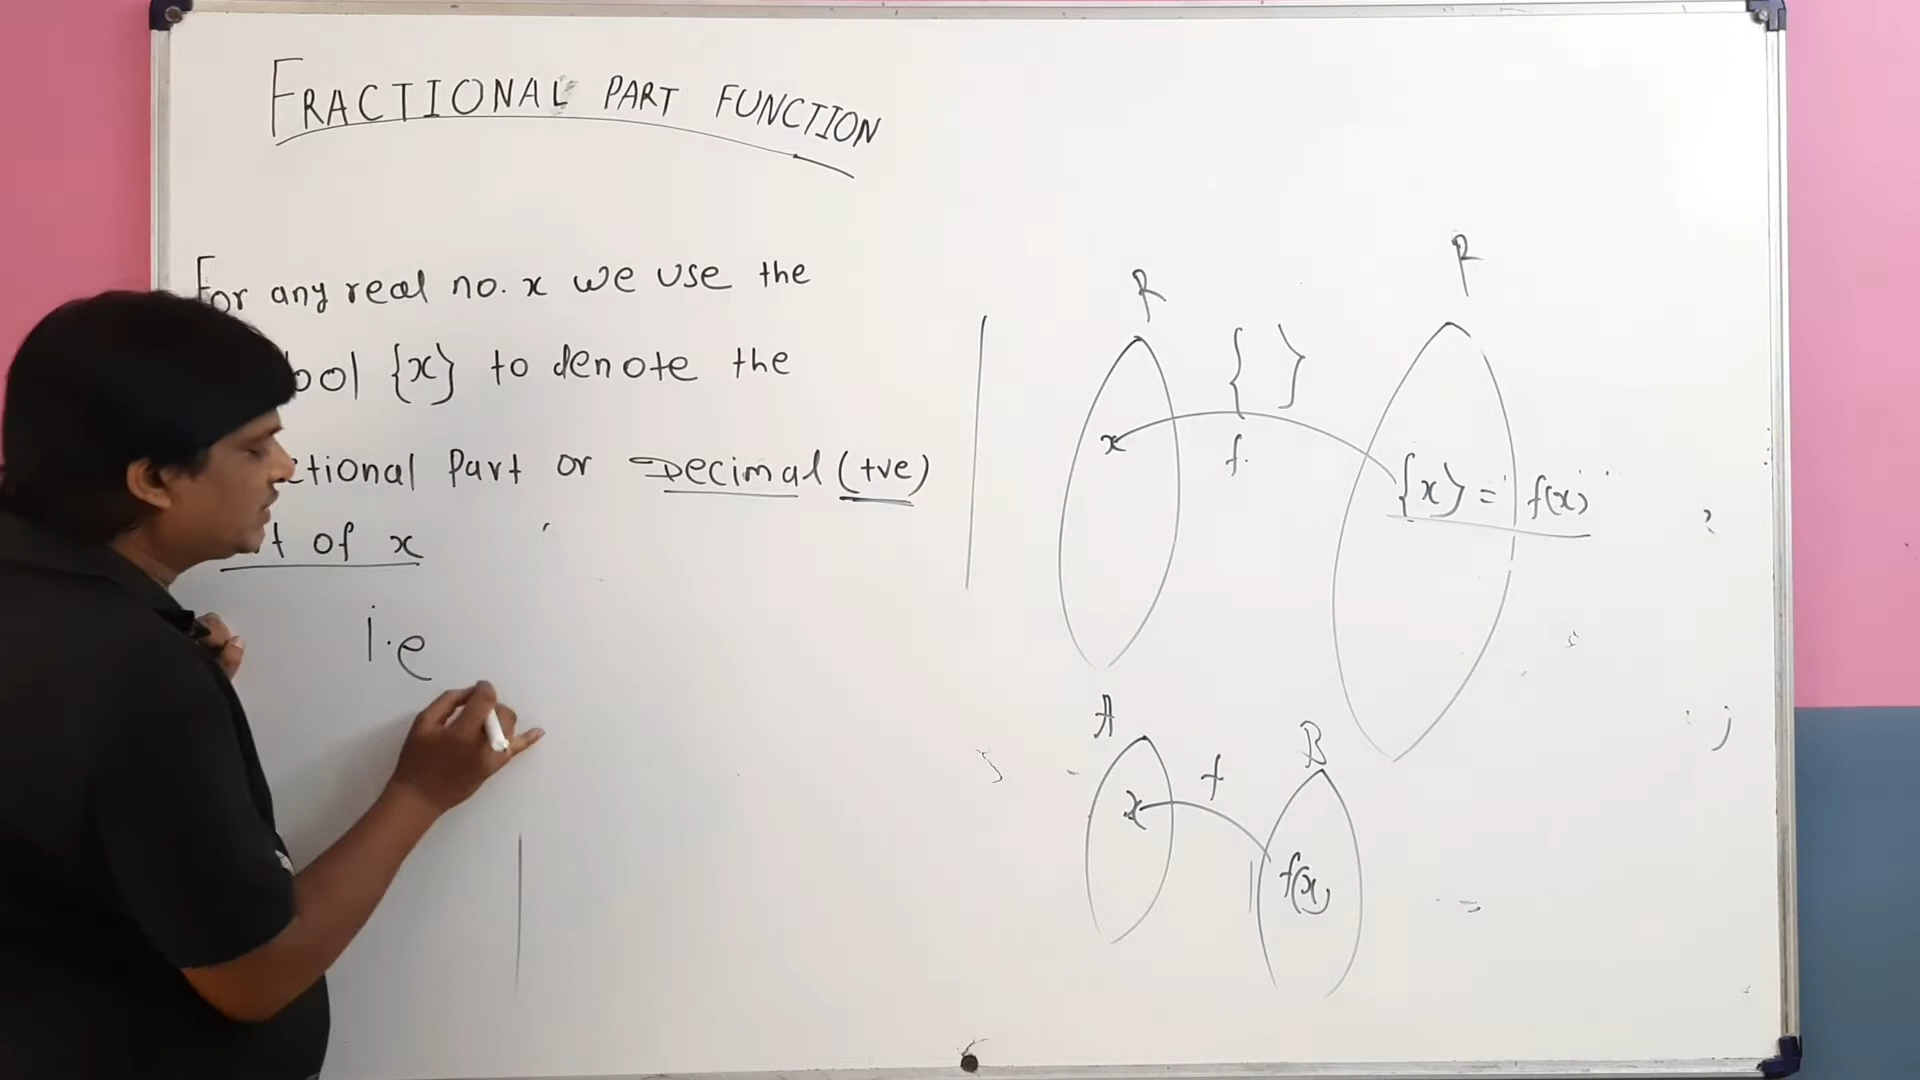 FRACTIONAL PART FUNCTION
For any real no. x we use the
bol {x} to denote the
ctional Part or Decimal (+ve)
t of x
i.e
R
R
{ }
f.
x
{x} = f(x)
A
B
f
x
f(x)